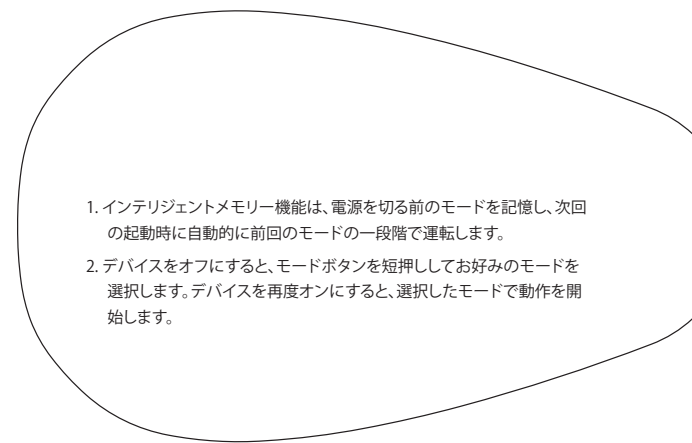 1. インテリジェントメモリー機能は、電源を切る前のモードを記憶し、次回
の起動時に自動的に前回のモードの一段階で運転します。
2. デバイスをオフにすると、モードボタンを短押ししてお好みのモードを
選択します。デバイスを再度オンにすると、選択したモードで動作を開
始します。